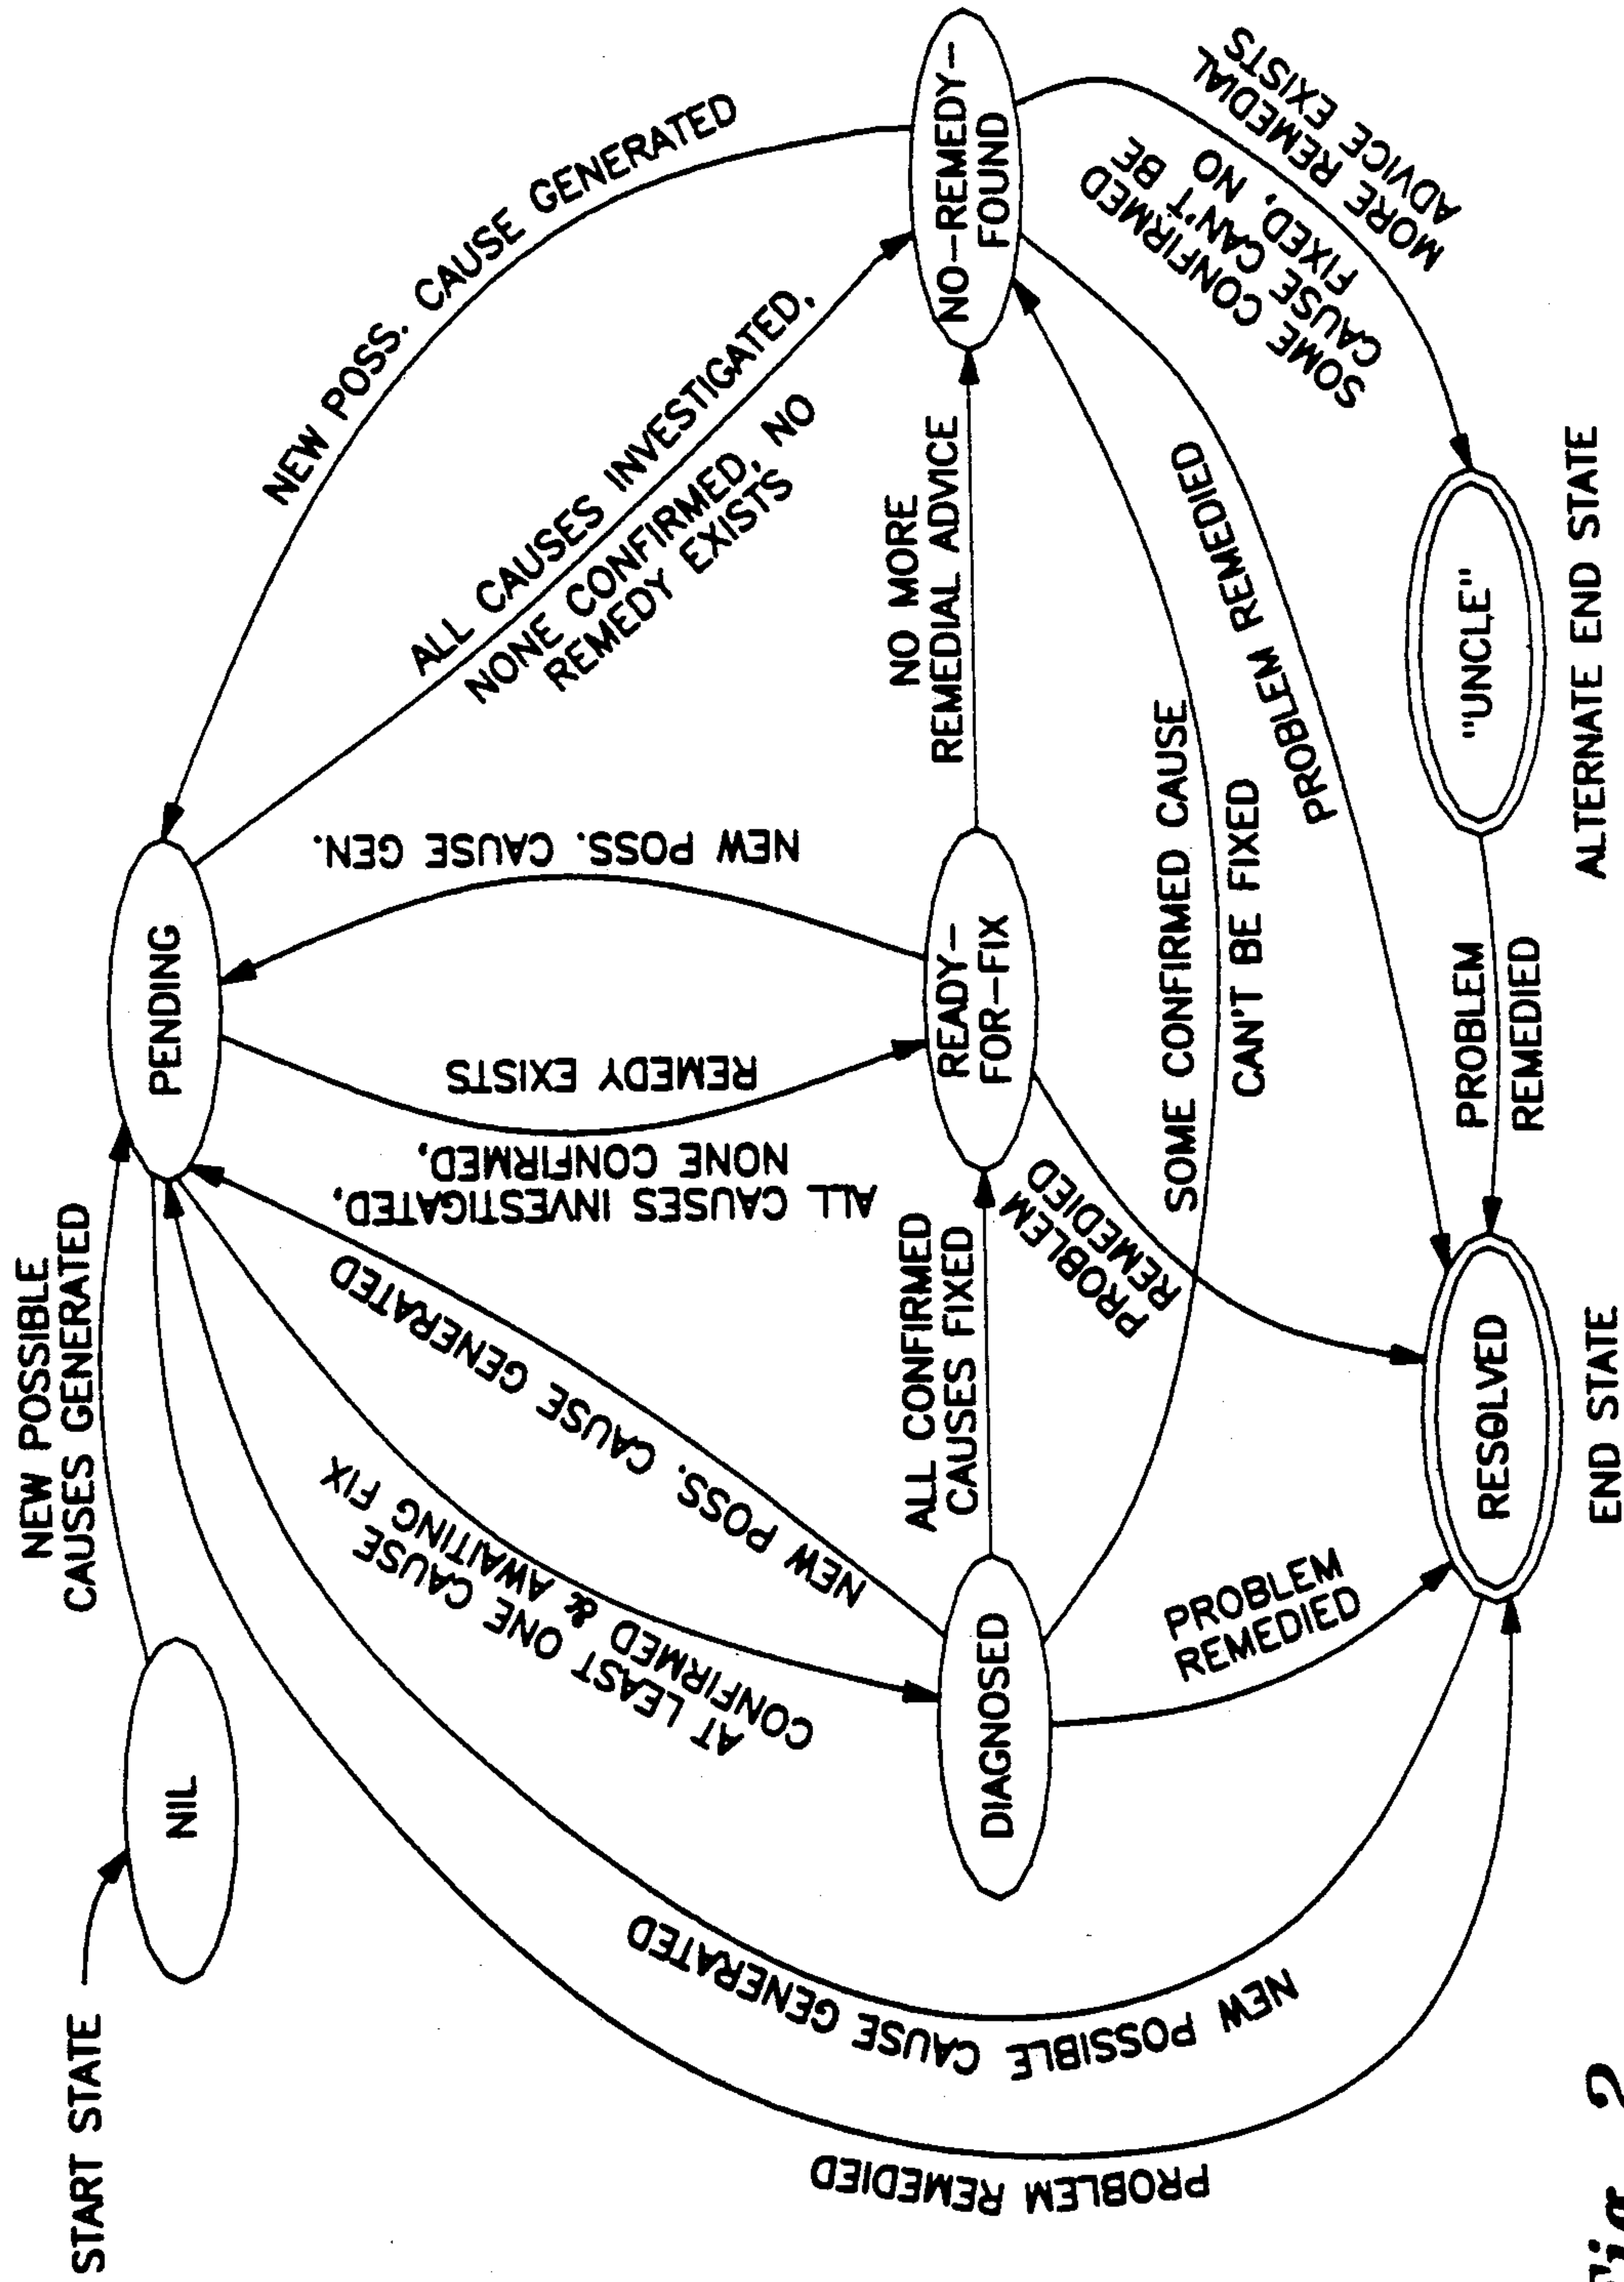 START STATE
NIL
NEW POSSIBLE
CAUSES GENERATED
PENDING
NEW POSS. CAUSE GENERATED
ALL CAUSES INVESTIGATED,
NONE CONFIRMED, NO
REMEDY EXISTS
NEW POSS. CAUSE GEN.
REMEDY EXISTS
NONE CONFIRMED,
ALL CAUSES INVESTIGATED,
NEW POSS. CAUSE GENERATED
AT LEAST ONE CAUSE
CONFIRMED & AWAITING FIX
NEW POSSIBLE CAUSE GENERATED
PROBLEM REMEDIED
DIAGNOSED
ALL CONFIRMED
CAUSES FIXED
READY-
FOR-FIX
NO MORE
REMEDIAL ADVICE
NO-REMEDY-
FOUND
PROBLEM
REMEDIED
PROBLEM
REMEDIED
SOME CONFIRMED CAUSE
CAN'T BE FIXED
PROBLEM REMEDIED
SOME CONFIRMED
CAUSE CAN'T BE
FIXED, NO
MORE REMEDIAL
ADVICE EXISTS
RESOLVED
END STATE
PROBLEM
REMEDIED
"UNCLE"
ALTERNATE END STATE
Fig. 2